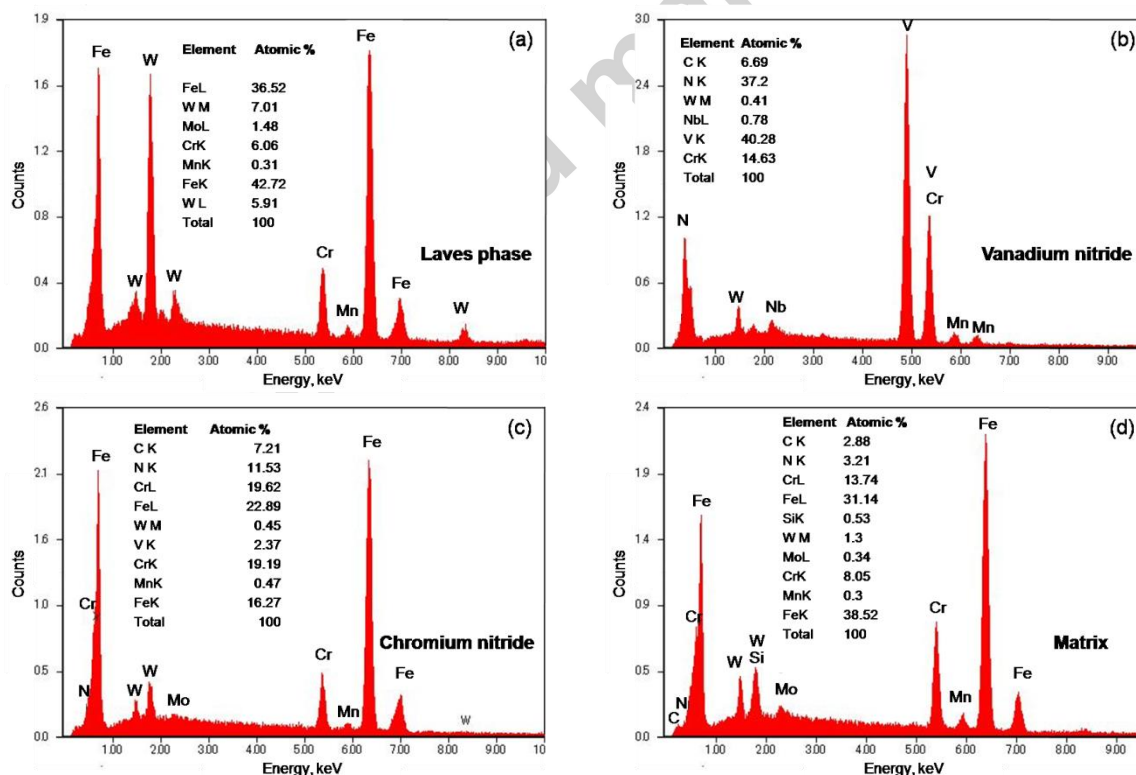 (a)
Element Atomic %
FeL 36.52
W M 7.01
MoL 1.48
CrK 6.06
MnK 0.31
FeK 42.72
W L 5.91
Total 100
Fe
W
Fe
W
W
Cr
Mn
Fe
W
Laves phase
Counts
1.9
1.6
1.2
0.8
0.4
0.0
1.00 2.00 3.00 4.00 5.00 6.00 7.00 8.00 9.00 10
Energy, keV
(b)
Element Atomic %
C K 6.69
N K 37.2
W M 0.41
NbL 0.78
V K 40.28
CrK 14.63
Total 100
V
V
Cr
N
W
Nb
Mn
Mn
Vanadium nitride
Counts
3.0
2.4
1.8
1.2
0.6
0.0
1.00 2.00 3.00 4.00 5.00 6.00 7.00 8.00 9.00
Energy, keV
(c)
Element Atomic %
C K 7.21
N K 11.53
CrL 19.62
FeL 22.89
W M 0.45
V K 2.37
CrK 19.19
MnK 0.47
FeK 16.27
Total 100
Fe
Fe
Cr
N
W
W
Mo
Cr
Mn
Fe
W
Chromium nitride
Counts
2.6
2.1
1.6
1.0
0.5
0.0
1.00 2.00 3.00 4.00 5.00 6.00 7.00 8.00 9.00 10
Energy, keV
(d)
Element Atomic %
C K 2.88
N K 3.21
CrL 13.74
FeL 31.14
SiK 0.53
W M 1.3
MoL 0.34
CrK 8.05
MnK 0.3
FeK 38.52
Total 100
Fe
Fe
Cr
N
C
W
W
Si
Mo
Cr
Mn
Fe
Matrix
Counts
2.4
1.9
1.4
0.9
0.5
0.0
1.00 2.00 3.00 4.00 5.00 6.00 7.00 8.00 9.00
Energy, keV